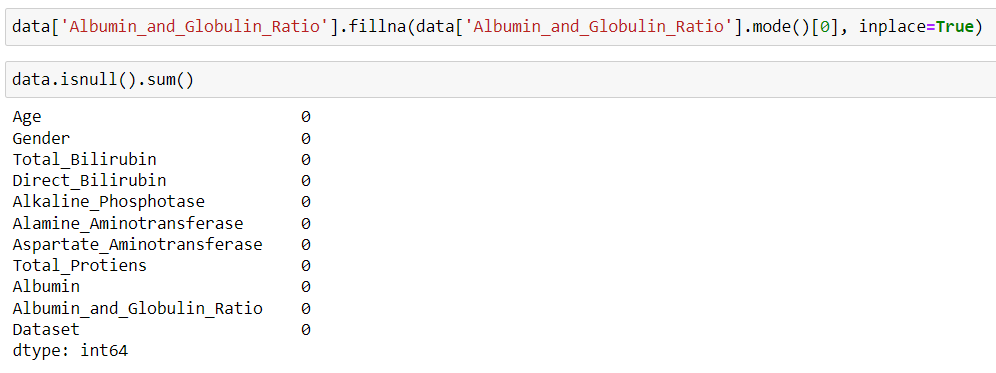 data['Albumin_and_Globulin_Ratio'].fillna(data['Albumin_and_Globulin_Ratio'].mode()[0], inplace=True)
data.isnull().sum()
Age 0
Gender 0
Total_Bilirubin 0
Direct_Bilirubin 0
Alkaline_Phosphotase 0
Alamine_Aminotransferase 0
Aspartate_Aminotransferase 0
Total_Protiens 0
Albumin 0
Albumin_and_Globulin_Ratio 0
Dataset 0
dtype: int64